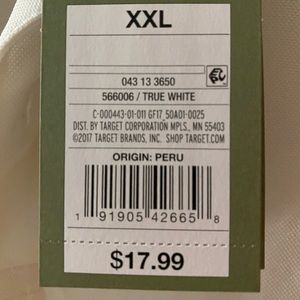 XXL
043 13 3650
566006 / TRUE WHITE
C-000443-01-011 GF17_50A01-0025
DIST. BY TARGET CORPORATION MPLS., MN 55403
©2017 TARGET BRANDS, INC. SHOP TARGET.COM
ORIGIN: PERU
1 91905 42665 8
$17.99